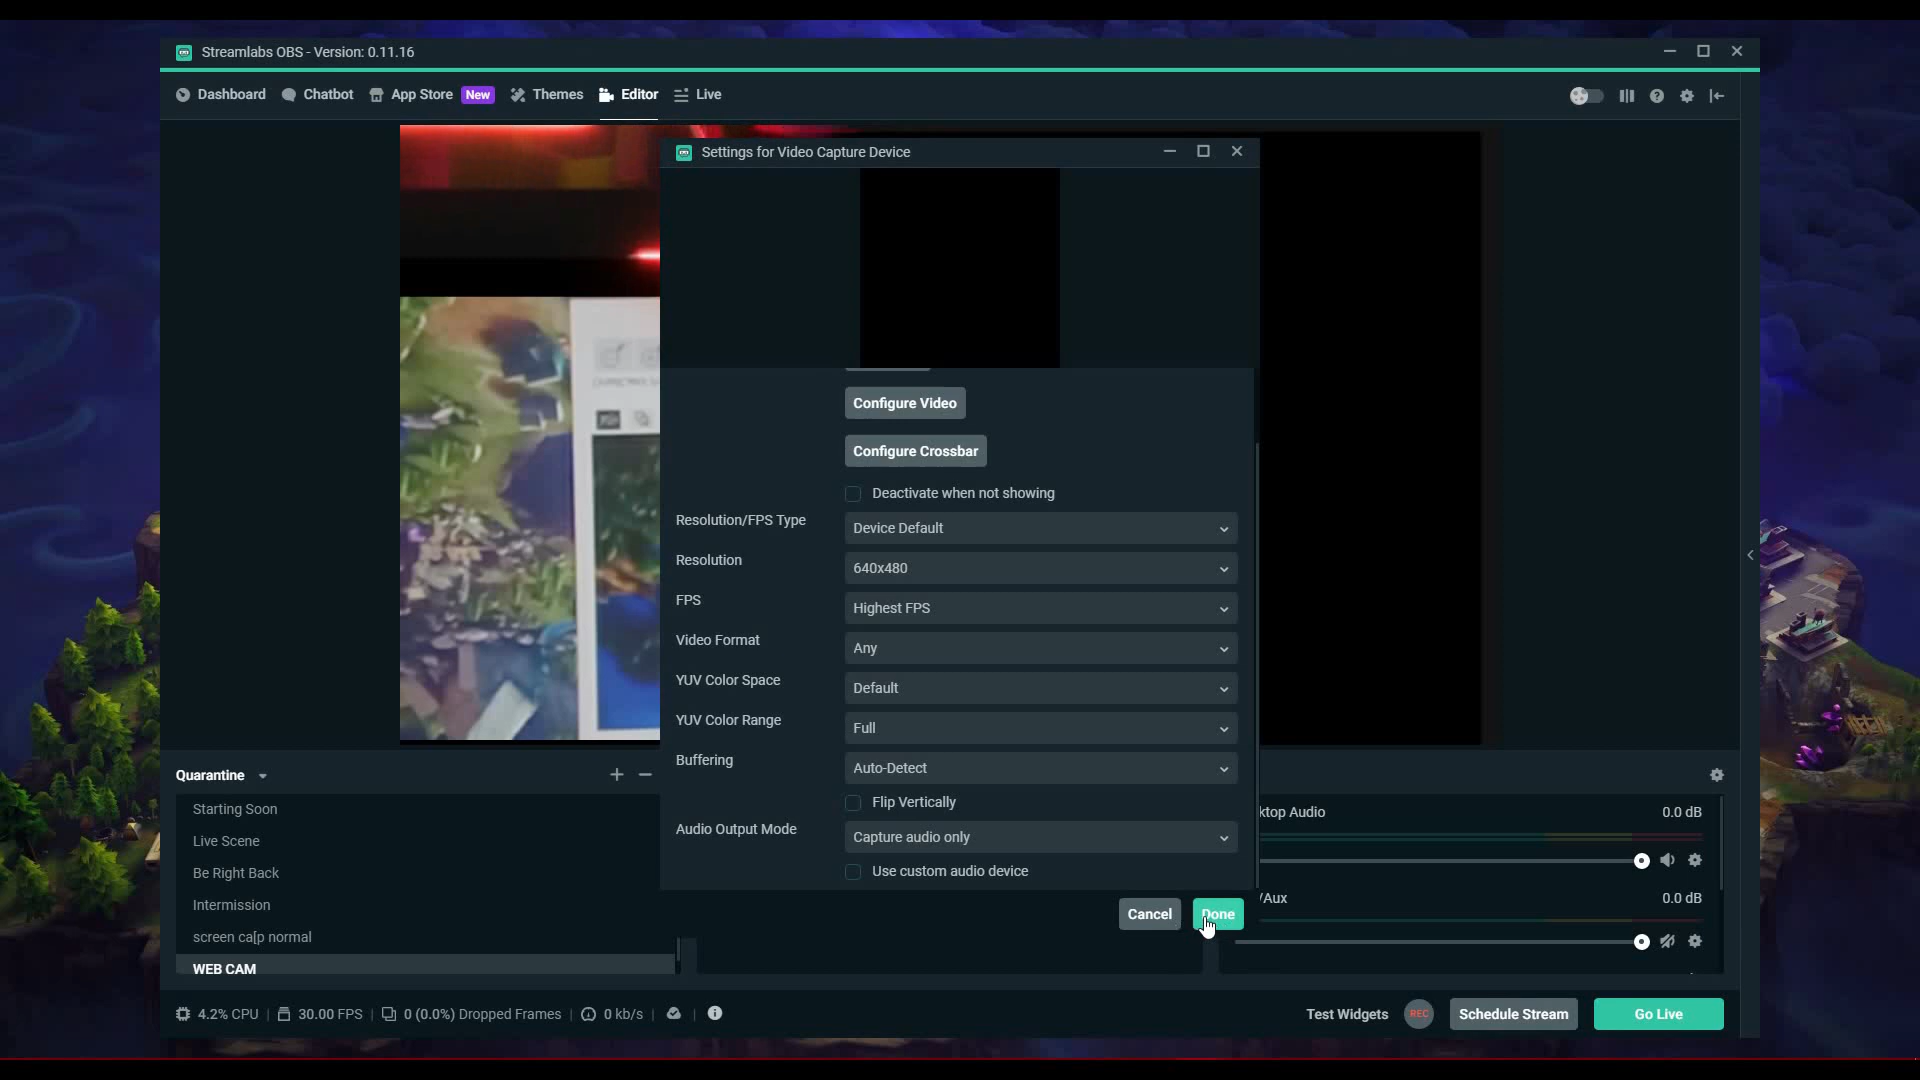 Streamlabs OBS - Version: 0.11.16
Dashboard Chatbot App Store New Themes Editor Live
Settings for Video Capture Device
Configure Video
Configure Crossbar
Deactivate when not showing
Resolution/FPS Type Device Default
Resolution 640x480
FPS Highest FPS
Video Format Any
YUV Color Space Default
YUV Color Range Full
Buffering Auto-Detect
Flip Vertically
Audio Output Mode Capture audio only
Use custom audio device
Cancel Done
Quarantine
Starting Soon
Live Scene
Be Right Back
Intermission
screen ca[p normal
WEB CAM
ktop Audio 0.0 dB
/Aux 0.0 dB
4.2% CPU 30.00 FPS 0 (0.0%) Dropped Frames 0 kb/s
Test Widgets REC Schedule Stream Go Live